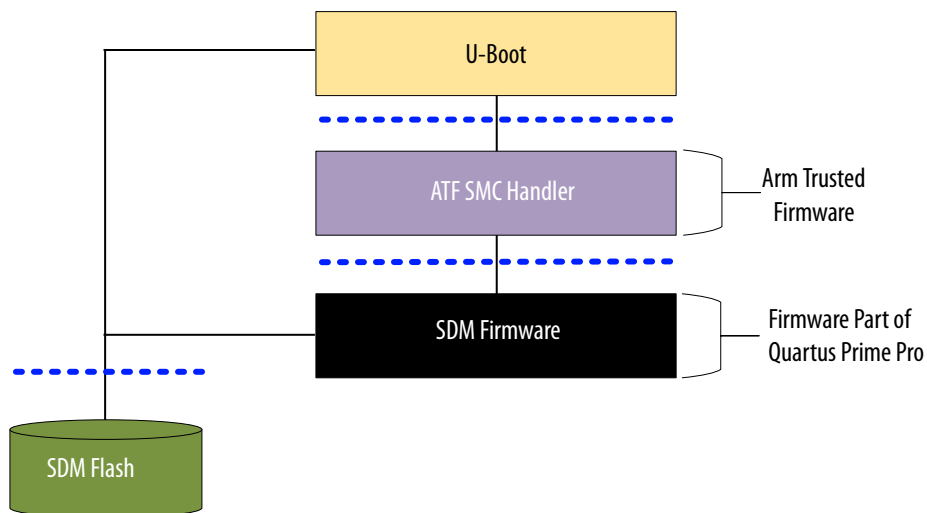 U-Boot
ATF SMC Handler
Arm Trusted
Firmware
SDM Firmware
Firmware Part of
Quartus Prime Pro
SDM Flash